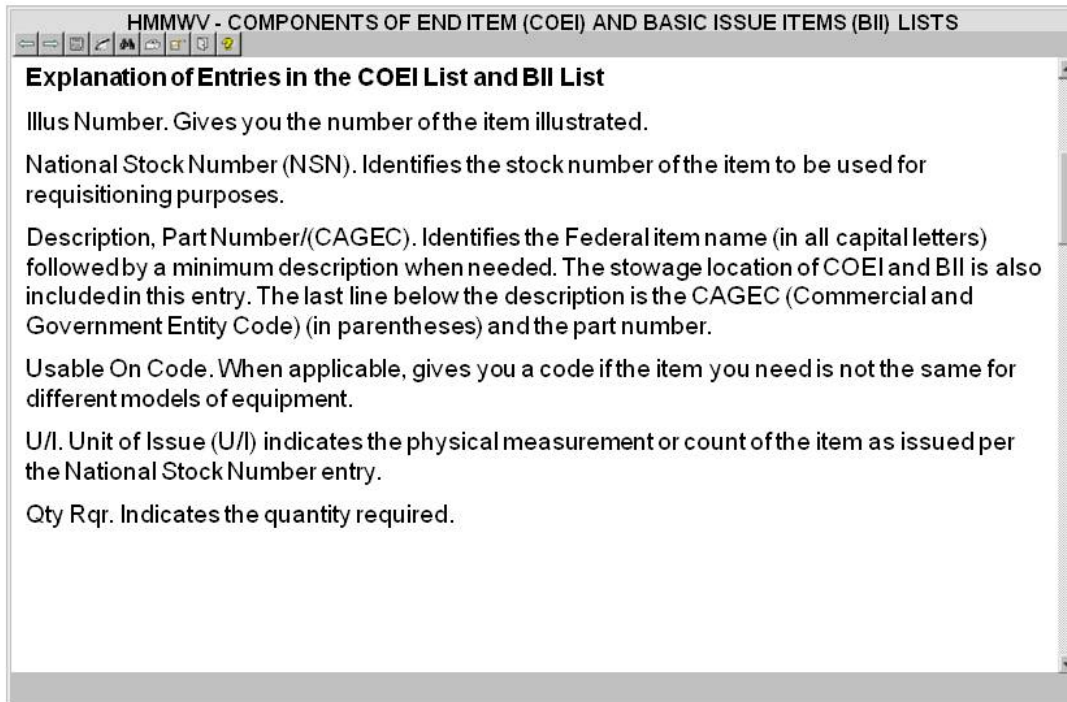 HMMWV - COMPONENTS OF END ITEM (COEI) AND BASIC ISSUE ITEMS (BII) LISTS
Explanation of Entries in the COEI List and BII List
Illus Number. Gives you the number of the item illustrated.
National Stock Number (NSN). Identifies the stock number of the item to be used for
requisitioning purposes.
Description, Part Number/(CAGEC). Identifies the Federal item name (in all capital letters)
followed by a minimum description when needed. The stowage location of COEI and BII is also
included in this entry. The last line below the description is the CAGEC (Commercial and
Government Entity Code) (in parentheses) and the part number.
Usable On Code. When applicable, gives you a code if the item you need is not the same for
different models of equipment.
U/I. Unit of Issue (U/I) indicates the physical measurement or count of the item as issued per
the National Stock Number entry.
Qty Rqr. Indicates the quantity required.